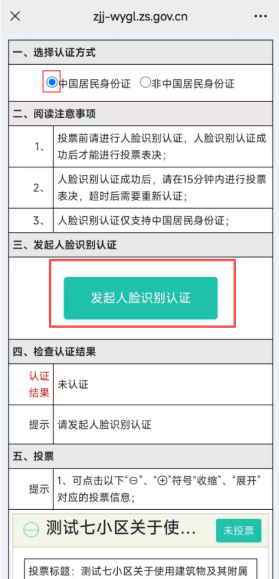 zjj-wygl.zs.gov.cn
一、选择认证方式
中国居民身份证 非中国居民身份证
二、阅读注意事项
1、 投票前请进行人脸识别认证，人脸识别认证成
功后才能进行投票表决；
2、 人脸识别认证成功后，请在15分钟内进行投票
表决，超时后需要重新认证；
3、 人脸识别认证仅支持中国居民身份证；
三、发起人脸识别认证
发起人脸识别认证
四、检查认证结果
认证
结果 未认证
提示 请发起人脸识别认证
五、投票
提示 1、可点击以下“⊖”、“⊕”符号“收缩”、“展开”
对应的投票信息；
测试七小区关于使... 未投票
投票标题：测试七小区关于使用建筑物及其附属